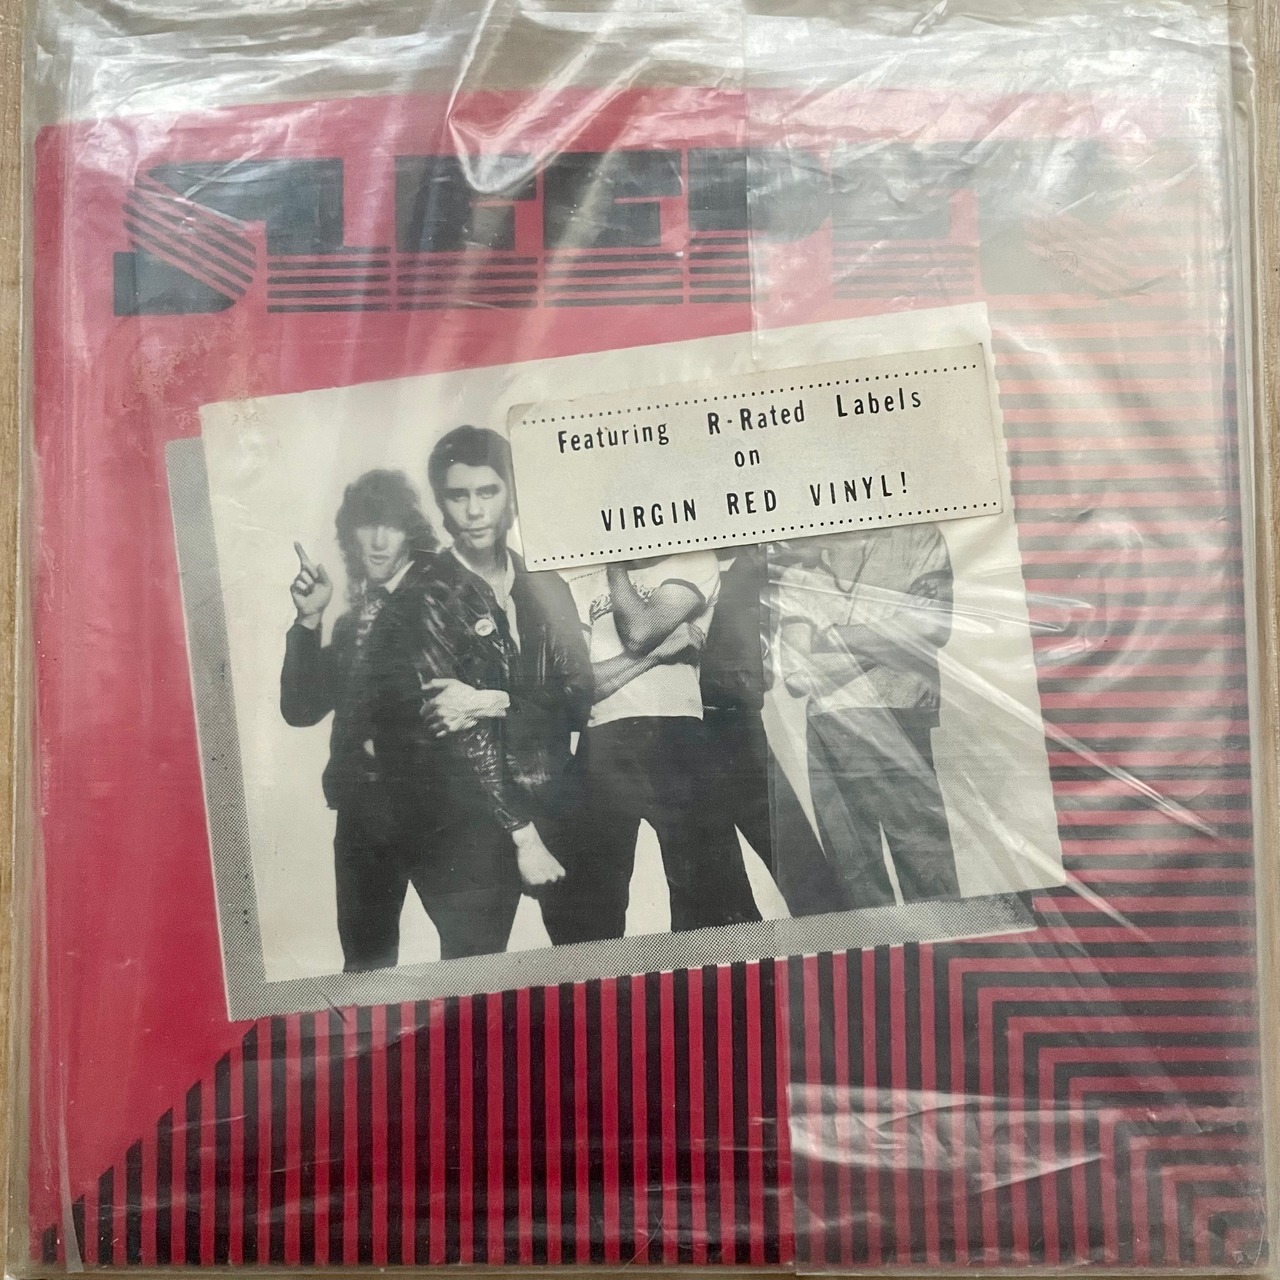 Featuring R-Rated Labels
on
VIRGIN RED VINYL!